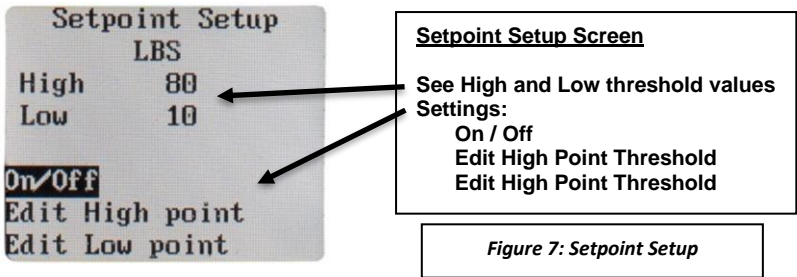 Setpoint Setup
LBS
High 80
Low 10
On/Off
Edit High point
Edit Low point
Setpoint Setup Screen
See High and Low threshold values
Settings:
On / Off
Edit High Point Threshold
Edit High Point Threshold
Figure 7: Setpoint Setup